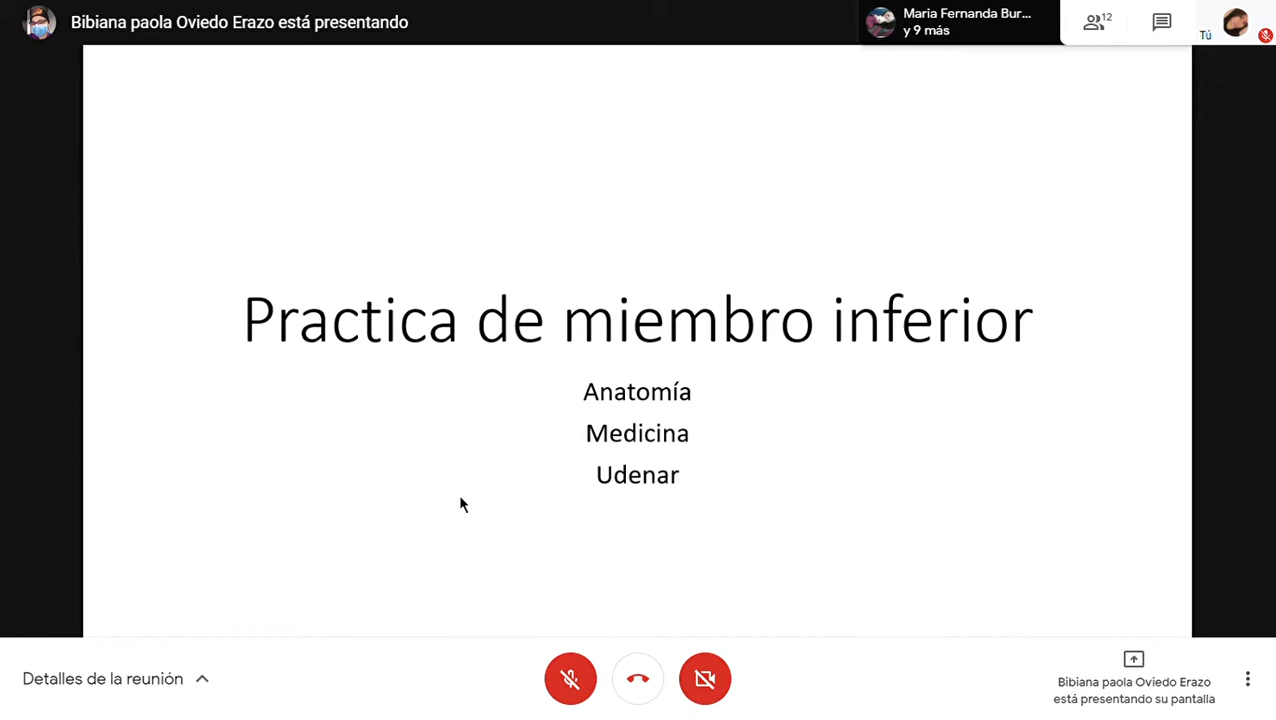 Bibiana paola Oviedo Erazo está presentando
Maria Fernanda Bur...
y 9 más
12
Tú
Practica de miembro inferior
Anatomía
Medicina
Udenar
Detalles de la reunión
Bibiana paola Oviedo Erazo
está presentando su pantalla